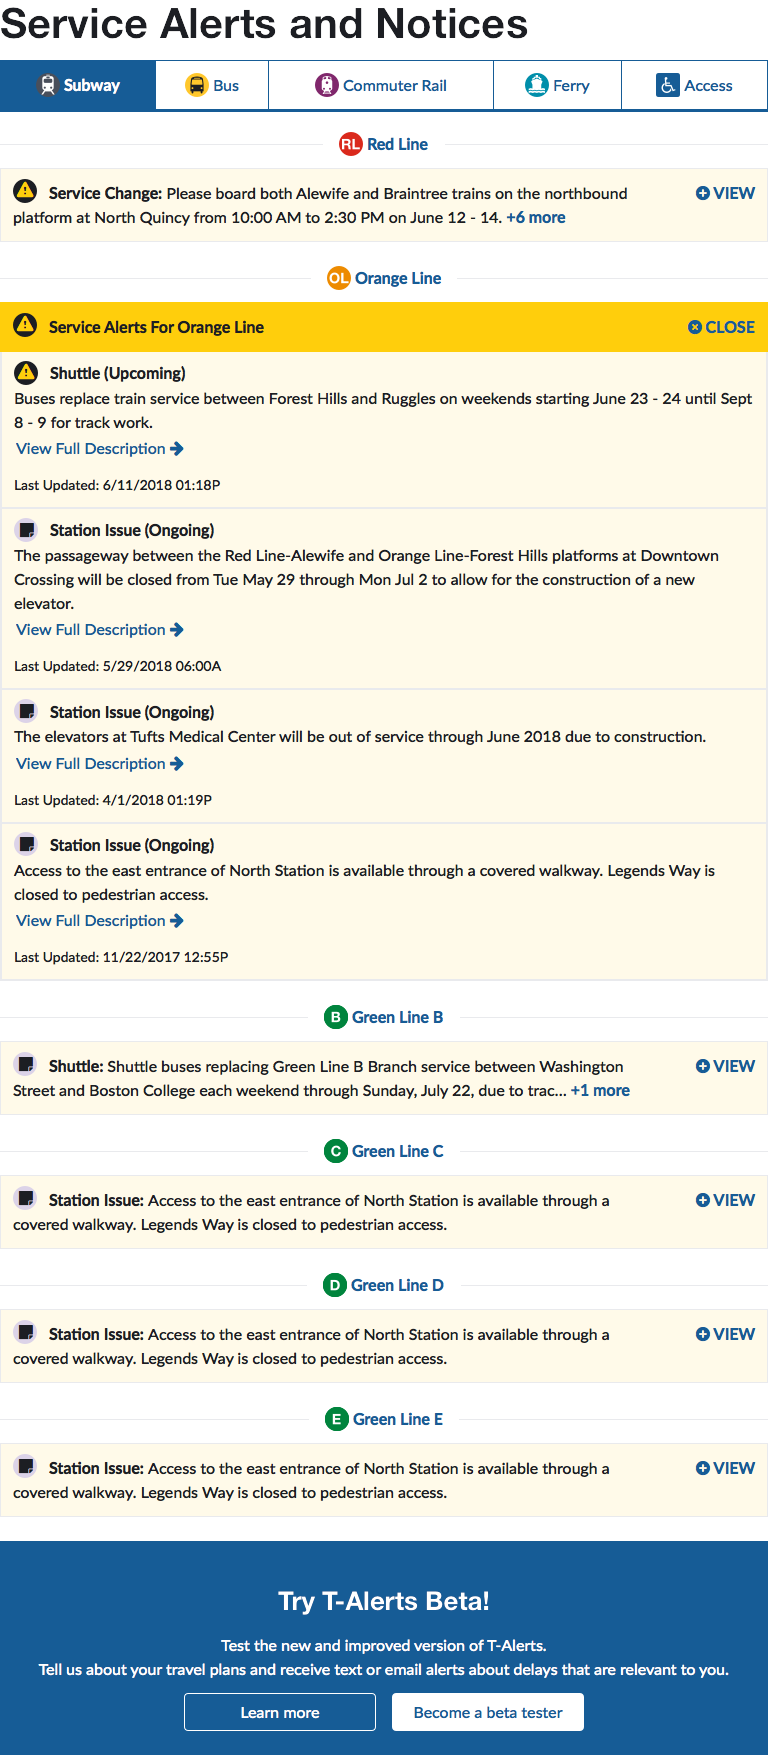 Service Alerts and Notices
Subway Bus Commuter Rail Ferry Access
RL Red Line
Service Change: Please board both Alewife and Braintree trains on the northbound VIEW
platform at North Quincy from 10:00 AM to 2:30 PM on June 12 - 14. +6 more
OL Orange Line
Service Alerts For Orange Line CLOSE
Shuttle (Upcoming)
Buses replace train service between Forest Hills and Ruggles on weekends starting June 23 - 24 until Sept
8 - 9 for track work.
View Full Description
Last Updated: 6/11/2018 01:18P
Station Issue (Ongoing)
The passageway between the Red Line-Alewife and Orange Line-Forest Hills platforms at Downtown
Crossing will be closed from Tue May 29 through Mon Jul 2 to allow for the construction of a new
elevator.
View Full Description
Last Updated: 5/29/2018 06:00A
Station Issue (Ongoing)
The elevators at Tufts Medical Center will be out of service through June 2018 due to construction.
View Full Description
Last Updated: 4/1/2018 01:19P
Station Issue (Ongoing)
Access to the east entrance of North Station is available through a covered walkway. Legends Way is
closed to pedestrian access.
View Full Description
Last Updated: 11/22/2017 12:55P
B Green Line B
Shuttle: Shuttle buses replacing Green Line B Branch service between Washington VIEW
Street and Boston College each weekend through Sunday, July 22, due to trac... +1 more
C Green Line C
Station Issue: Access to the east entrance of North Station is available through a VIEW
covered walkway. Legends Way is closed to pedestrian access.
D Green Line D
Station Issue: Access to the east entrance of North Station is available through a VIEW
covered walkway. Legends Way is closed to pedestrian access.
E Green Line E
Station Issue: Access to the east entrance of North Station is available through a VIEW
covered walkway. Legends Way is closed to pedestrian access.
Try T-Alerts Beta!
Test the new and improved version of T-Alerts.
Tell us about your travel plans and receive text or email alerts about delays that are relevant to you.
Learn more Become a beta tester